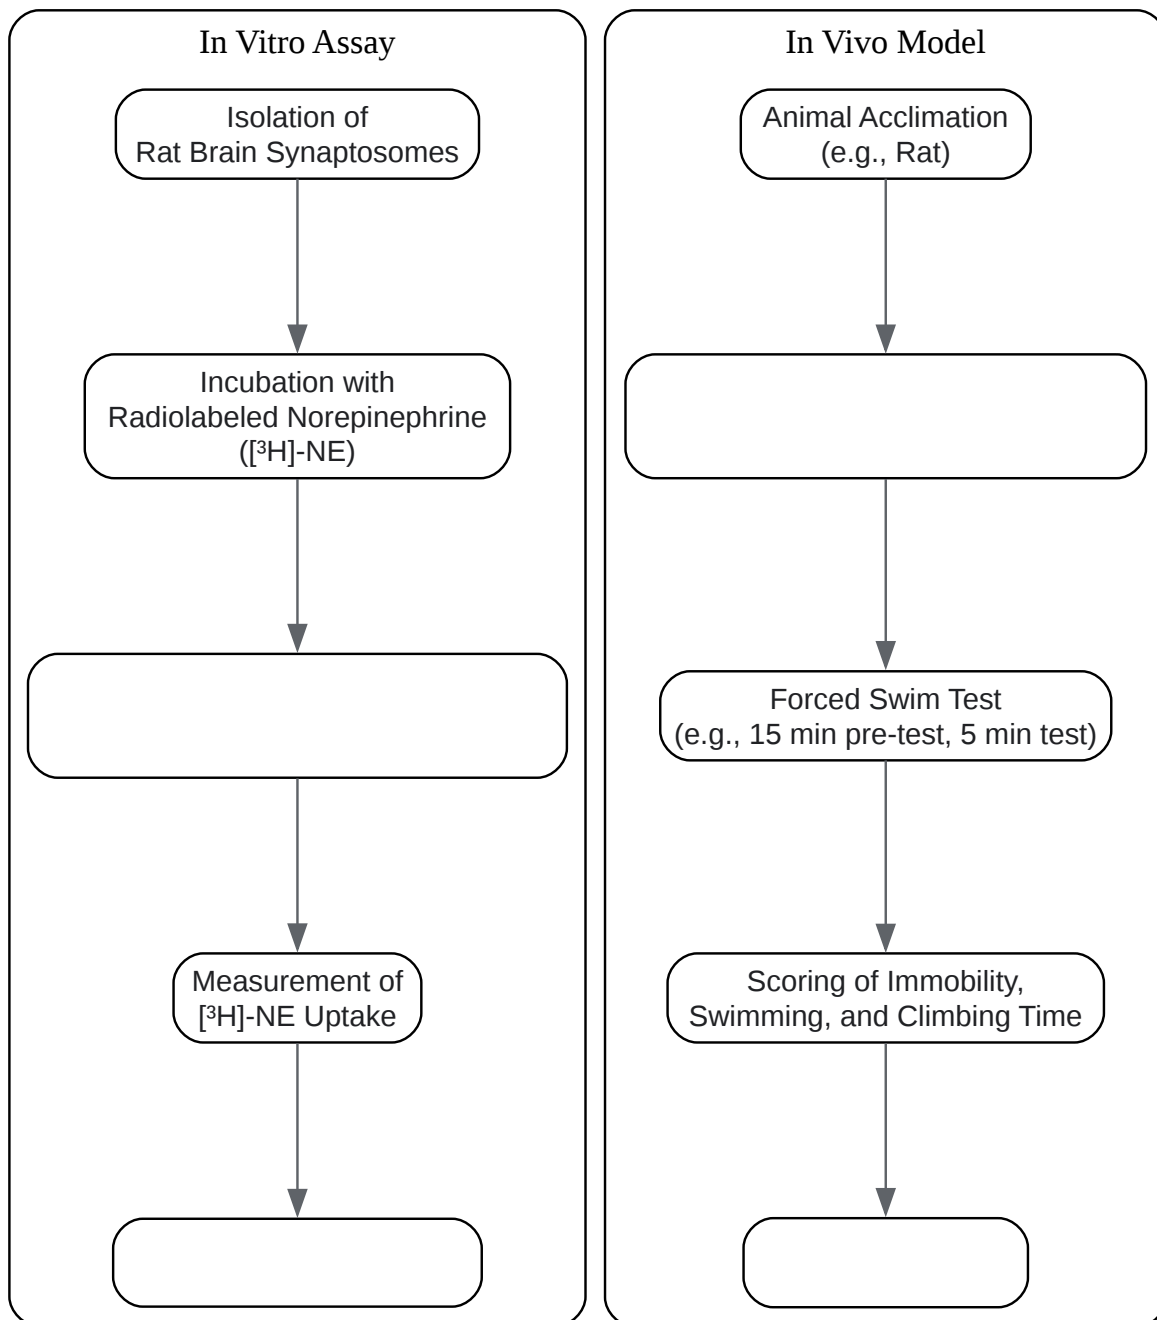 In Vitro Assay
Isolation of
Rat Brain Synaptosomes
Incubation with
Radiolabeled Norepinephrine
([³H]-NE)
Measurement of
[³H]-NE Uptake
In Vivo Model
Animal Acclimation
(e.g., Rat)
Forced Swim Test
(e.g., 15 min pre-test, 5 min test)
Scoring of Immobility,
Swimming, and Climbing Time